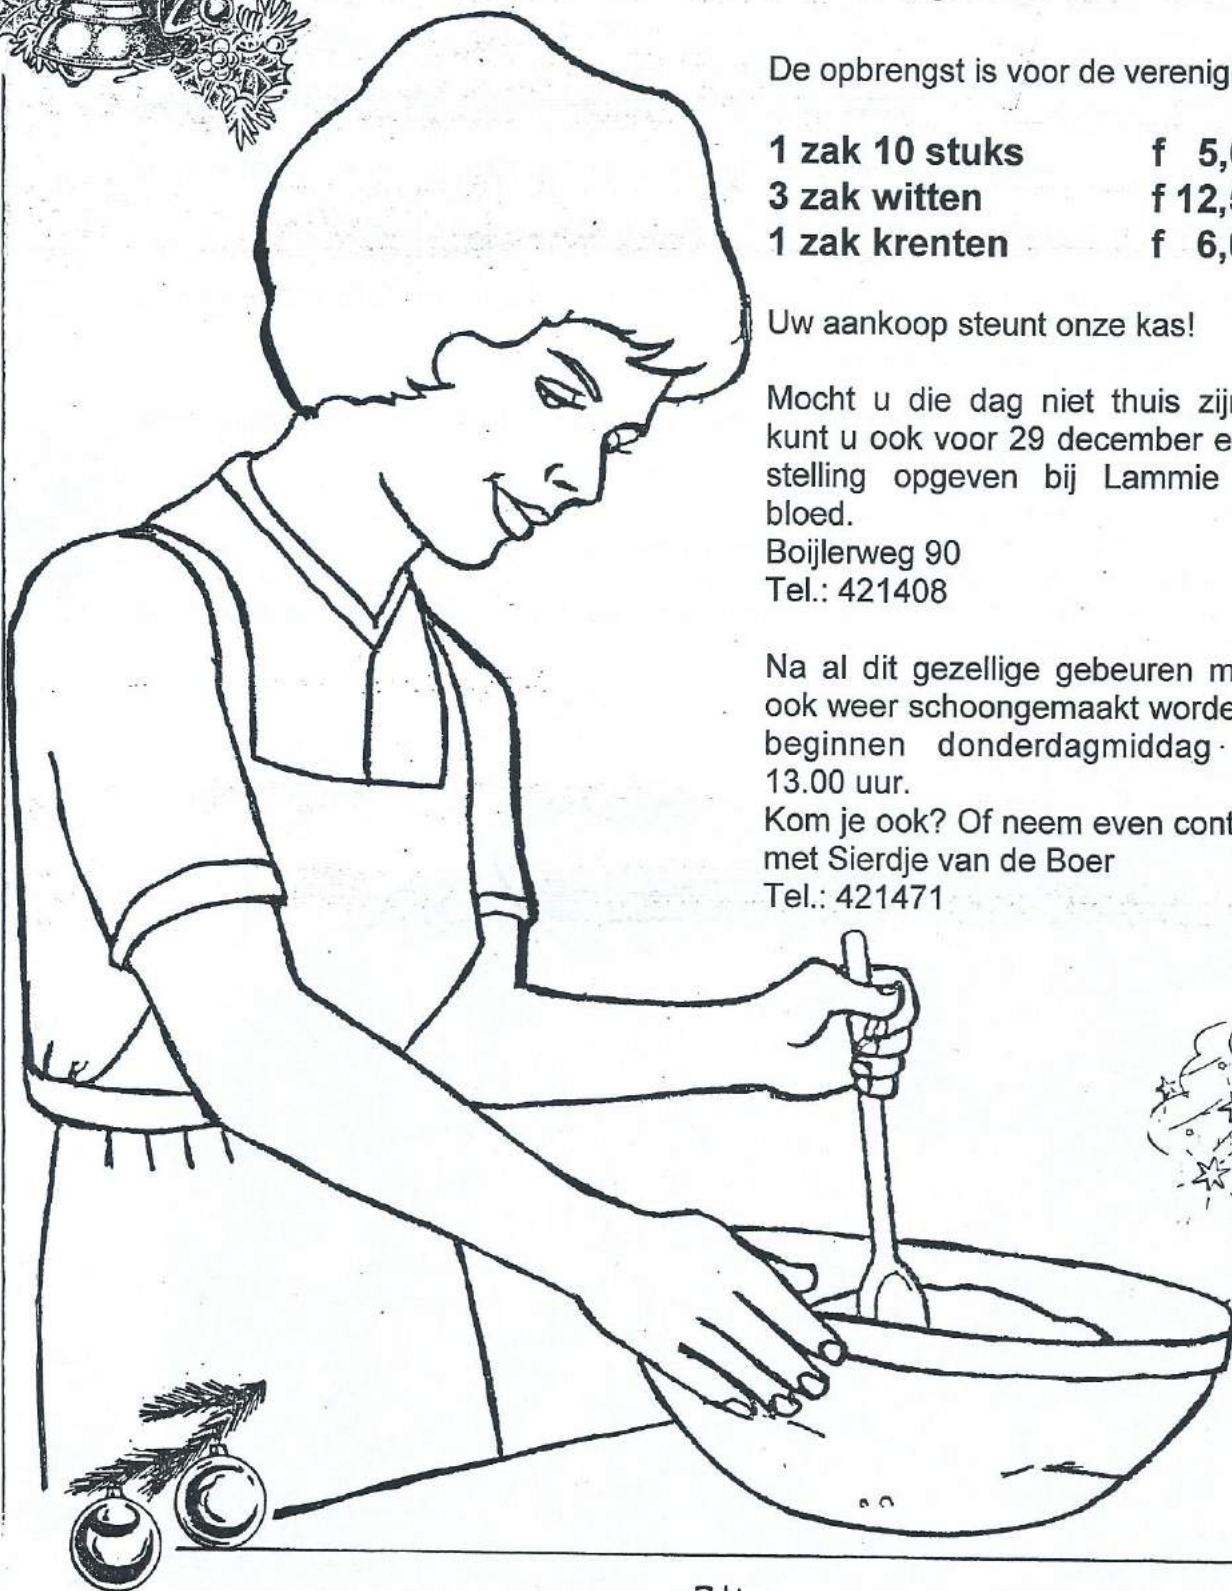 De opbrengst is voor de verenig
1 zak 10 stuks f 5,
3 zak witten f 12,
1 zak krenten f 6,
Uw aankoop steunt onze kas!
Mocht u die dag niet thuis zij
kunt u ook voor 29 december e
stelling opgeven bij Lammie
bloed.
Boijlerweg 90
Tel.: 421408
Na al dit gezellige gebeuren m
ook weer schoongemaakt worde
beginnen donderdagmiddag
13.00 uur.
Kom je ook? Of neem even cont
met Sierdje van de Boer
Tel.: 421471